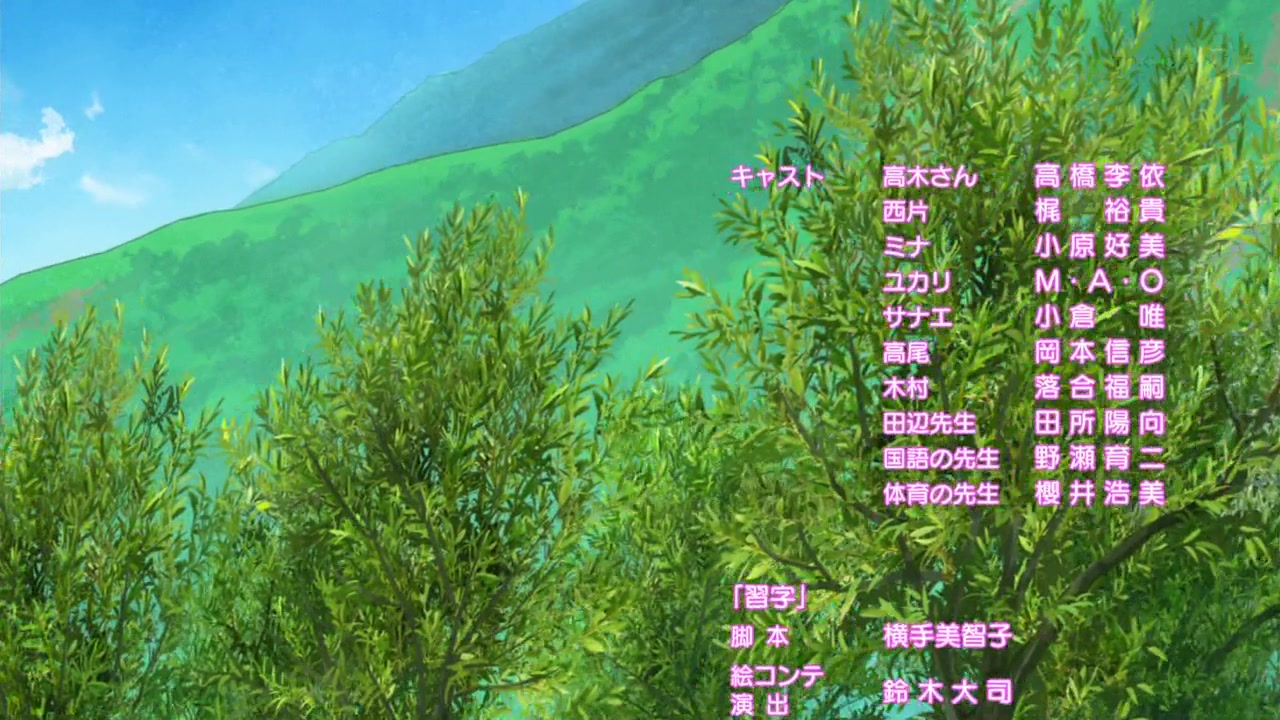 キャスト 高木さん 高橋李依
西片 梶 裕貴
ミナ 小原好美
ユカリ M・A・O
サナエ 小倉 唯
高尾 岡本信彦
木村 落合福嗣
田辺先生 田所陽向
国語の先生 野瀬育二
体育の先生 櫻井浩美
「習字」
脚本 横手美智子
絵コンテ
演出 鈴木大司